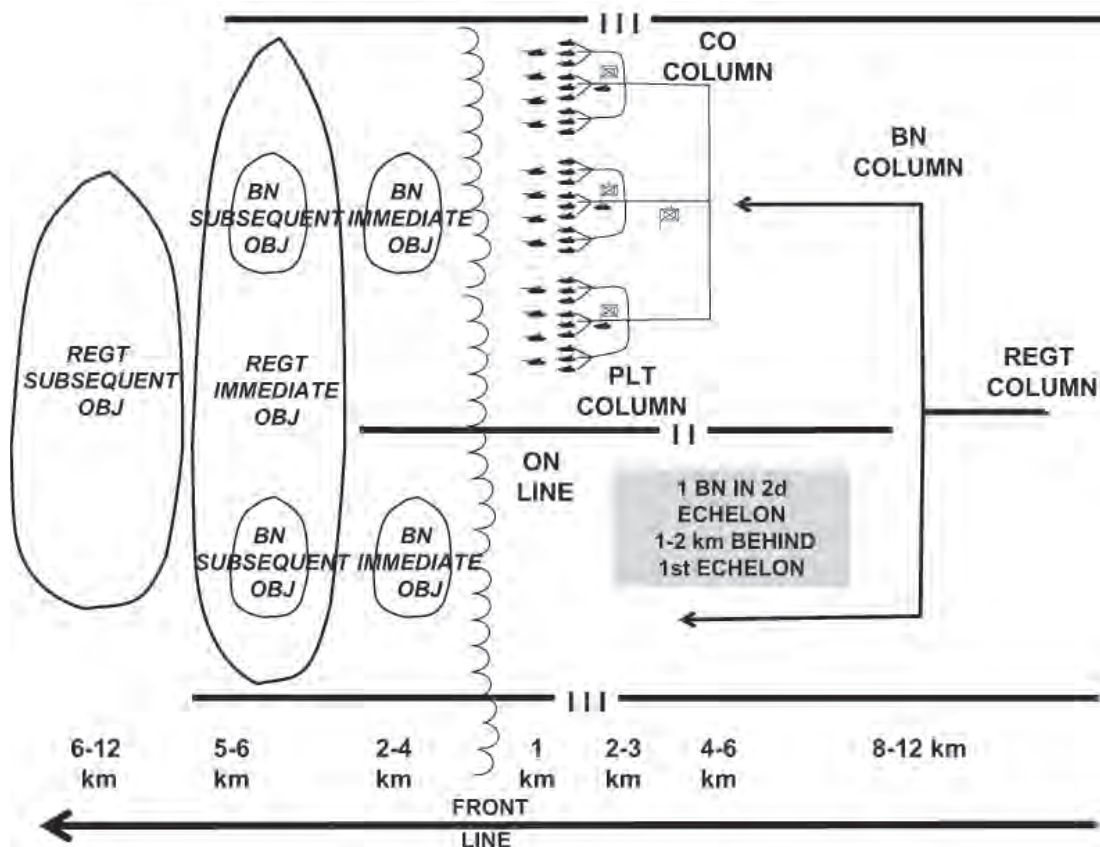 III
CO
COLUMN
BN
COLUMN
BN
SUBSEQUENT
OBJ
BN
IMMEDIATE
OBJ
REGT
SUBSEQUENT
OBJ
REGT
IMMEDIATE
OBJ
REGT
COLUMN
PLT
COLUMN
II
ON
LINE
1 BN IN 2d
ECHELON
1-2 km BEHIND
1st ECHELON
BN
SUBSEQUENT
OBJ
BN
IMMEDIATE
OBJ
III
6-12
km
5-6
km
2-4
km
1
km
2-3
km
4-6
km
8-12 km
FRONT
LINE